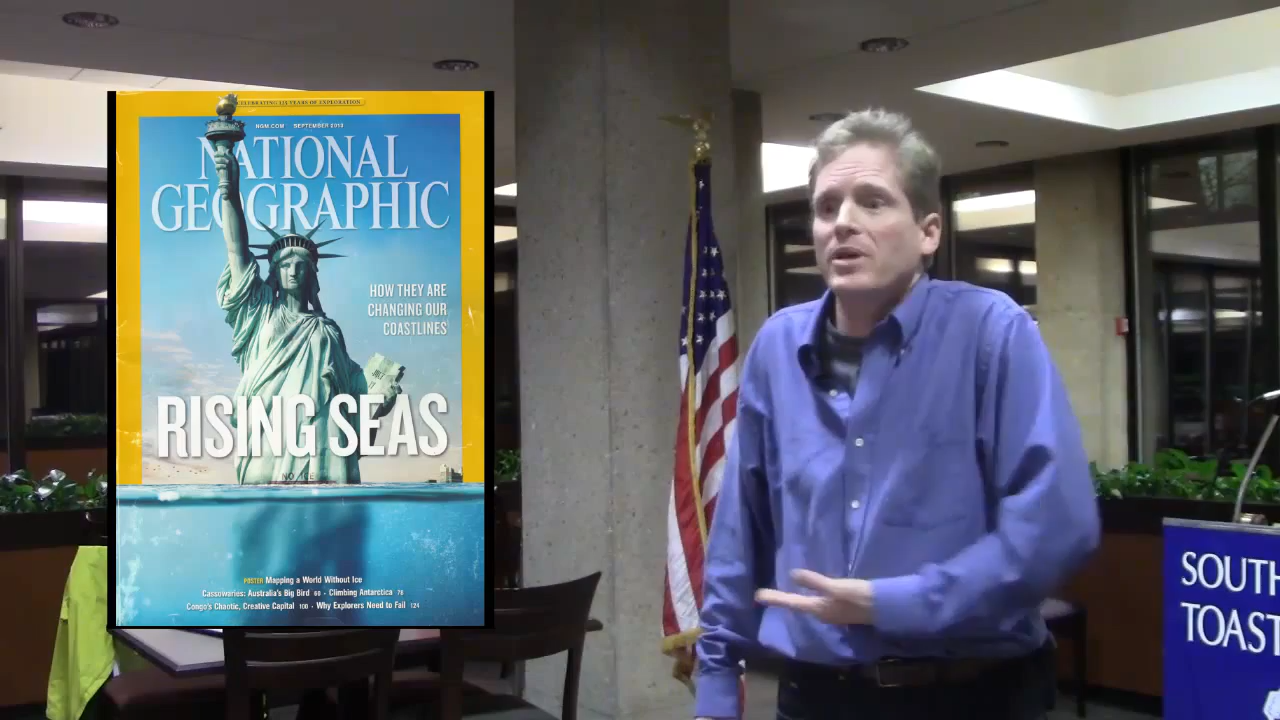 CELEBRATING 125 YEARS OF EXPLORATION
NGM.COM SEPTEMBER 2013
NATIONAL
GEOGRAPHIC
HOW THEY ARE
CHANGING OUR
COASTLINES
RISING SEAS
NO ICE
POSTER Mapping a World Without Ice
Cassowaries: Australia's Big Bird 60 • Climbing Antarctica 78
Congo's Chaotic, Creative Capital 100 • Why Explorers Need to Fail 124
SOUTH
TOAST